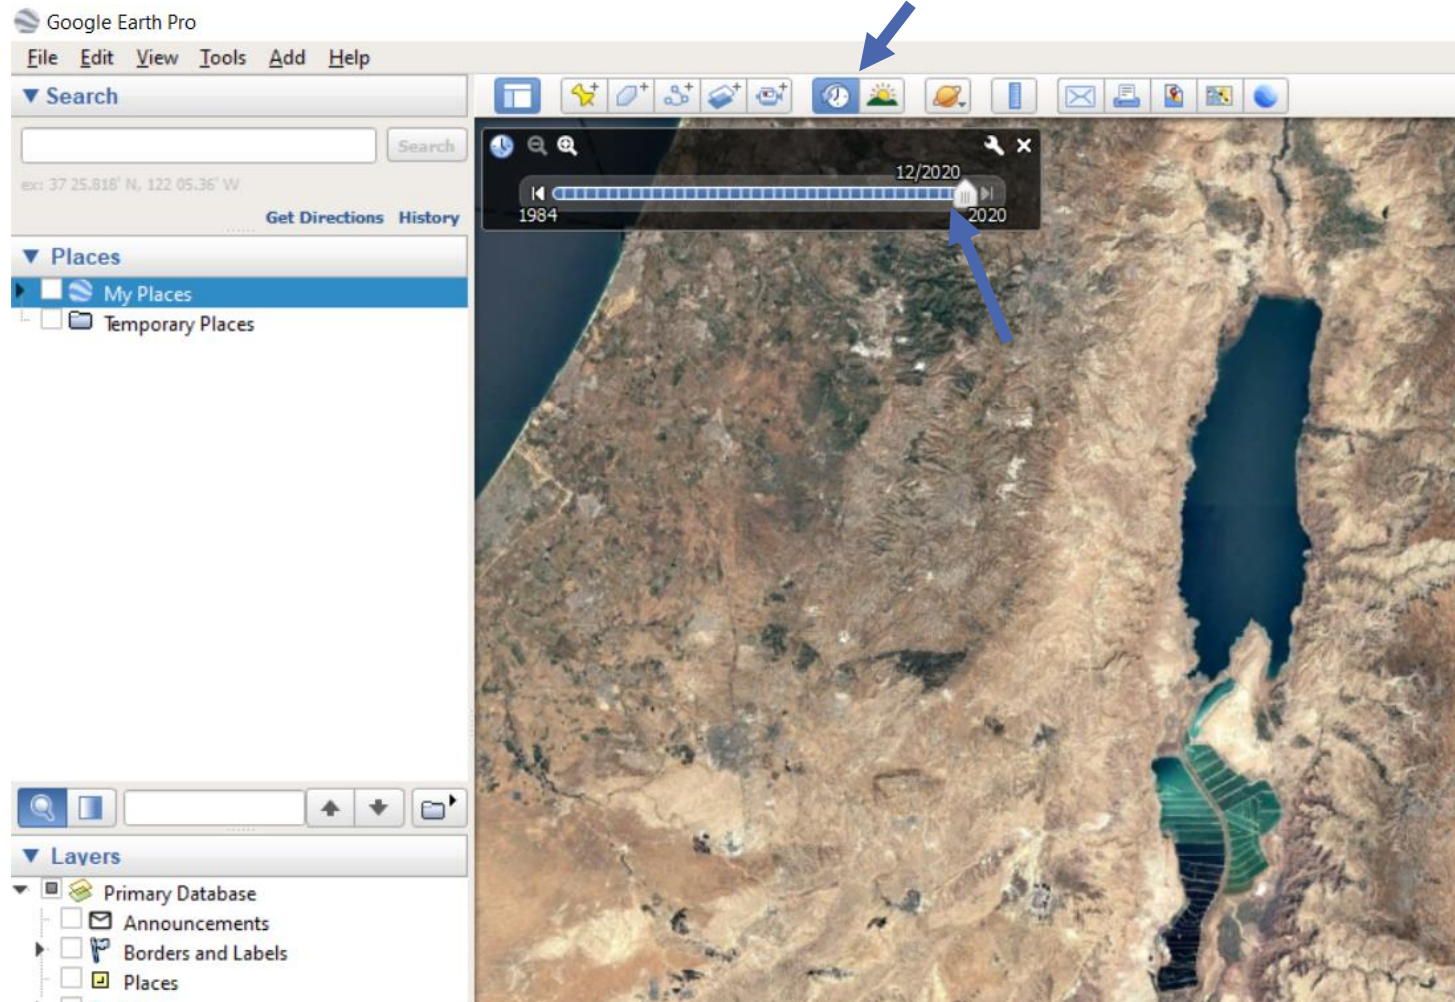 Google Earth Pro
File Edit View Tools Add Help
Search
Search
ex: 37 25.818' N, 122 05.36' W
Get Directions History
Places
My Places
Temporary Places
12/2020
1984 2020
Layers
Primary Database
Announcements
Borders and Labels
Places